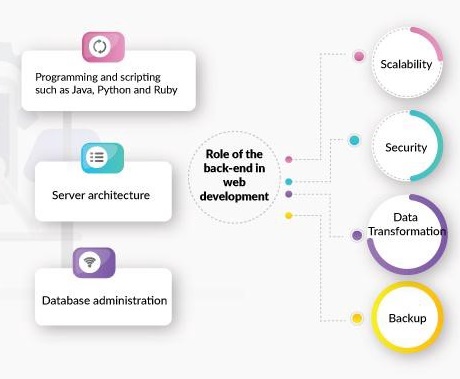 Programming and scripting
such as Java, Python and Ruby
Server architecture
Database administration
Role of the
back-end in
web
development
Scalability
Security
Data
Transformation
Backup